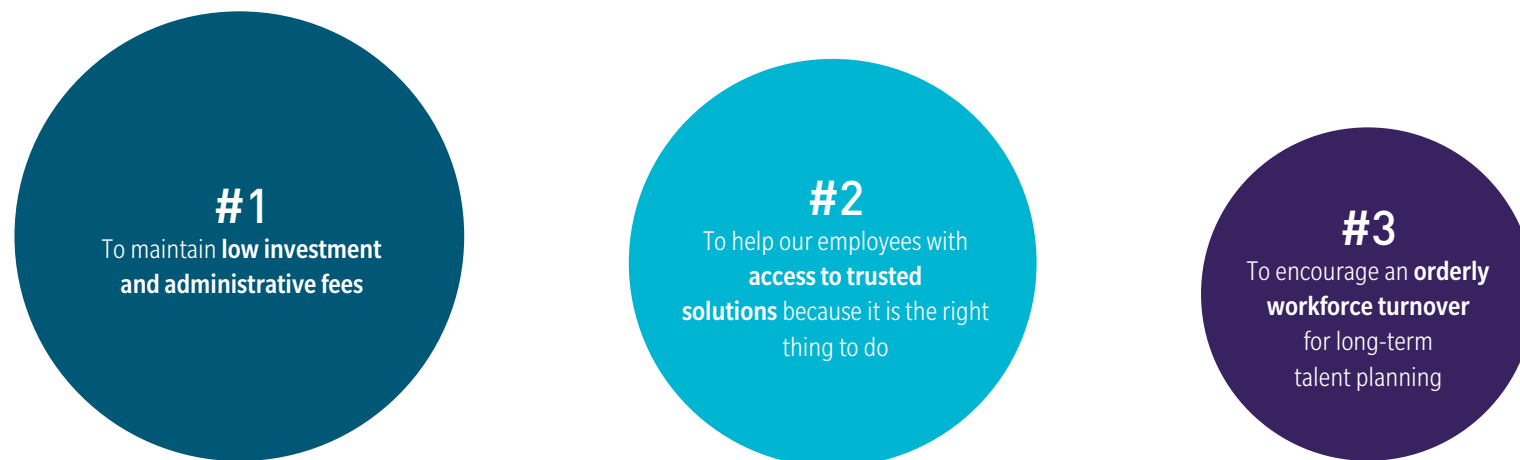 #1
To maintain low investment
and administrative fees
#2
To help our employees with
access to trusted
solutions because it is the right
thing to do
#3
To encourage an orderly
workforce turnover
for long-term
talent planning